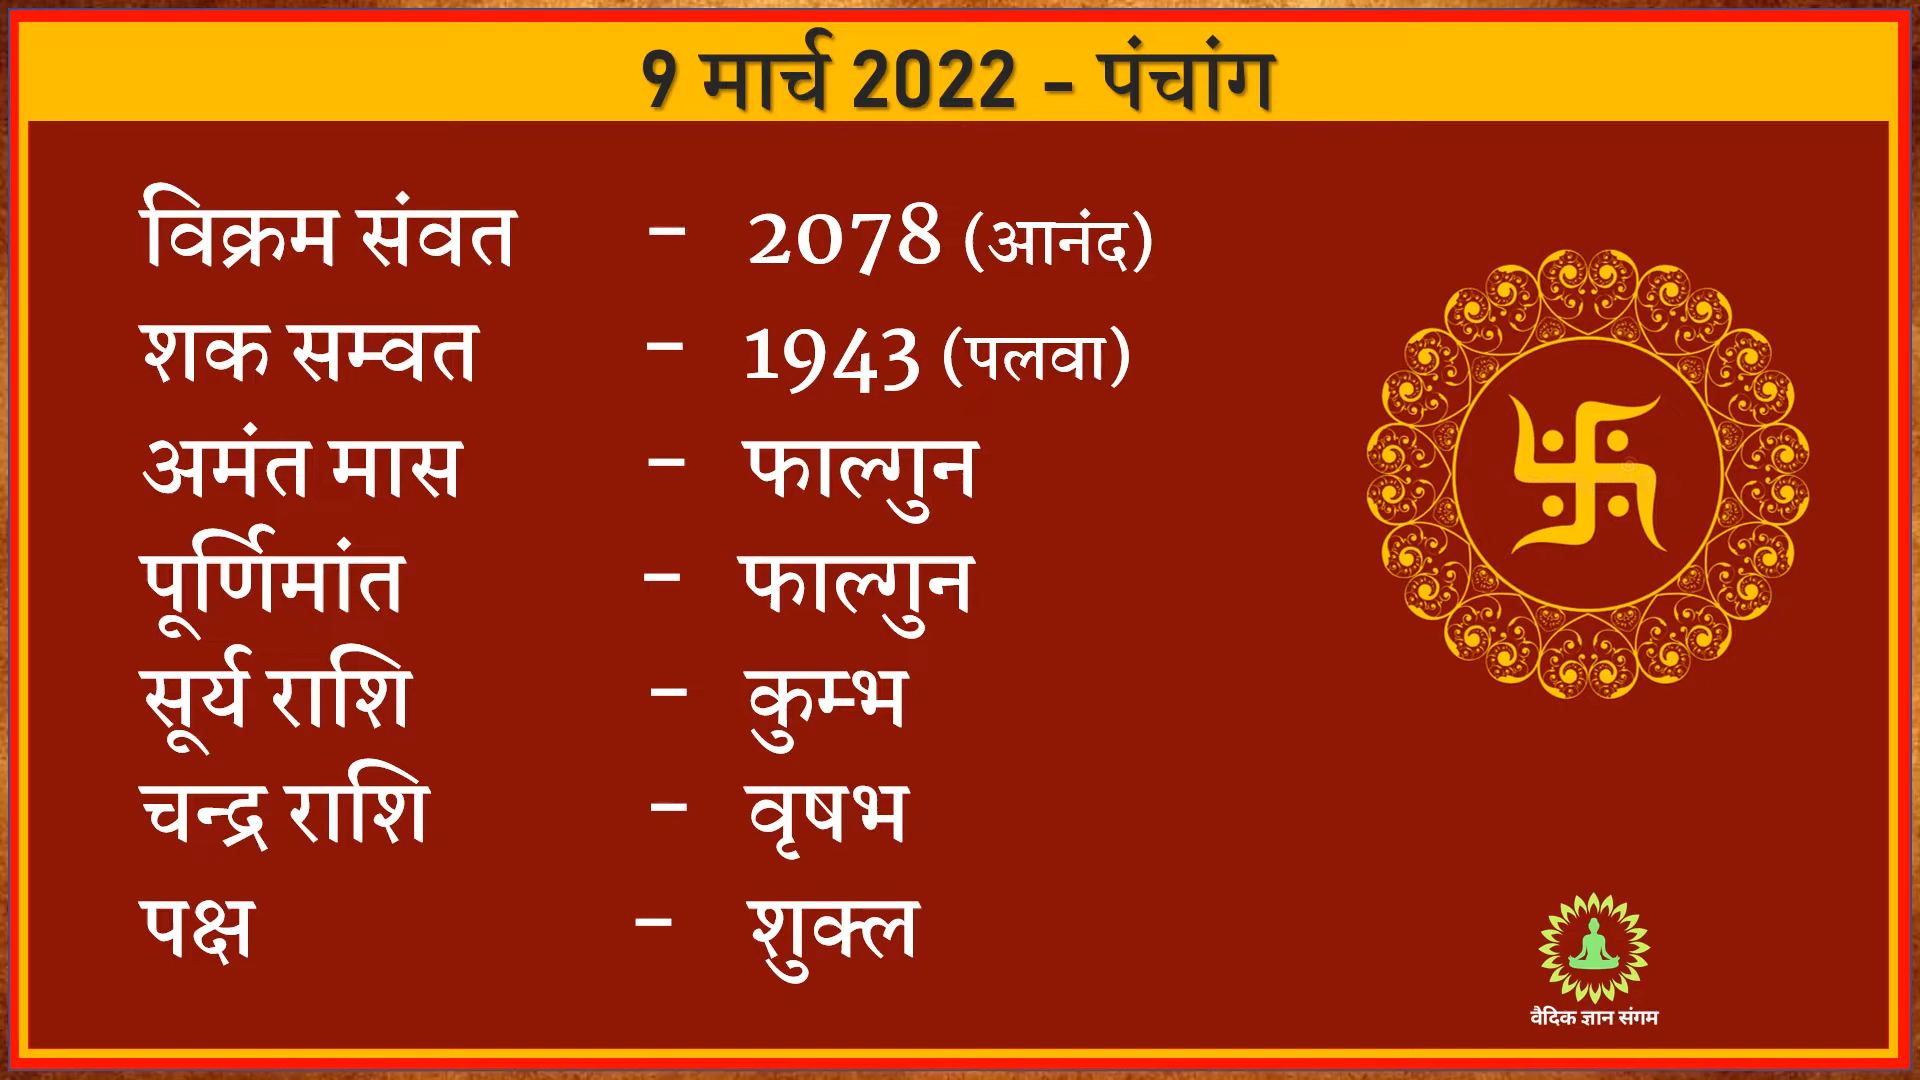 9 मार्च 2022 - पंचांग
विक्रम संवत - 2078 (आनंद)
शक सम्वत - 1943 (पलवा)
अमंत मास - फाल्गुन
पूर्णिमांत - फाल्गुन
सूर्य राशि - कुम्भ
चन्द्र राशि - वृषभ
पक्ष - शुक्ल
वैदिक ज्ञान संगम